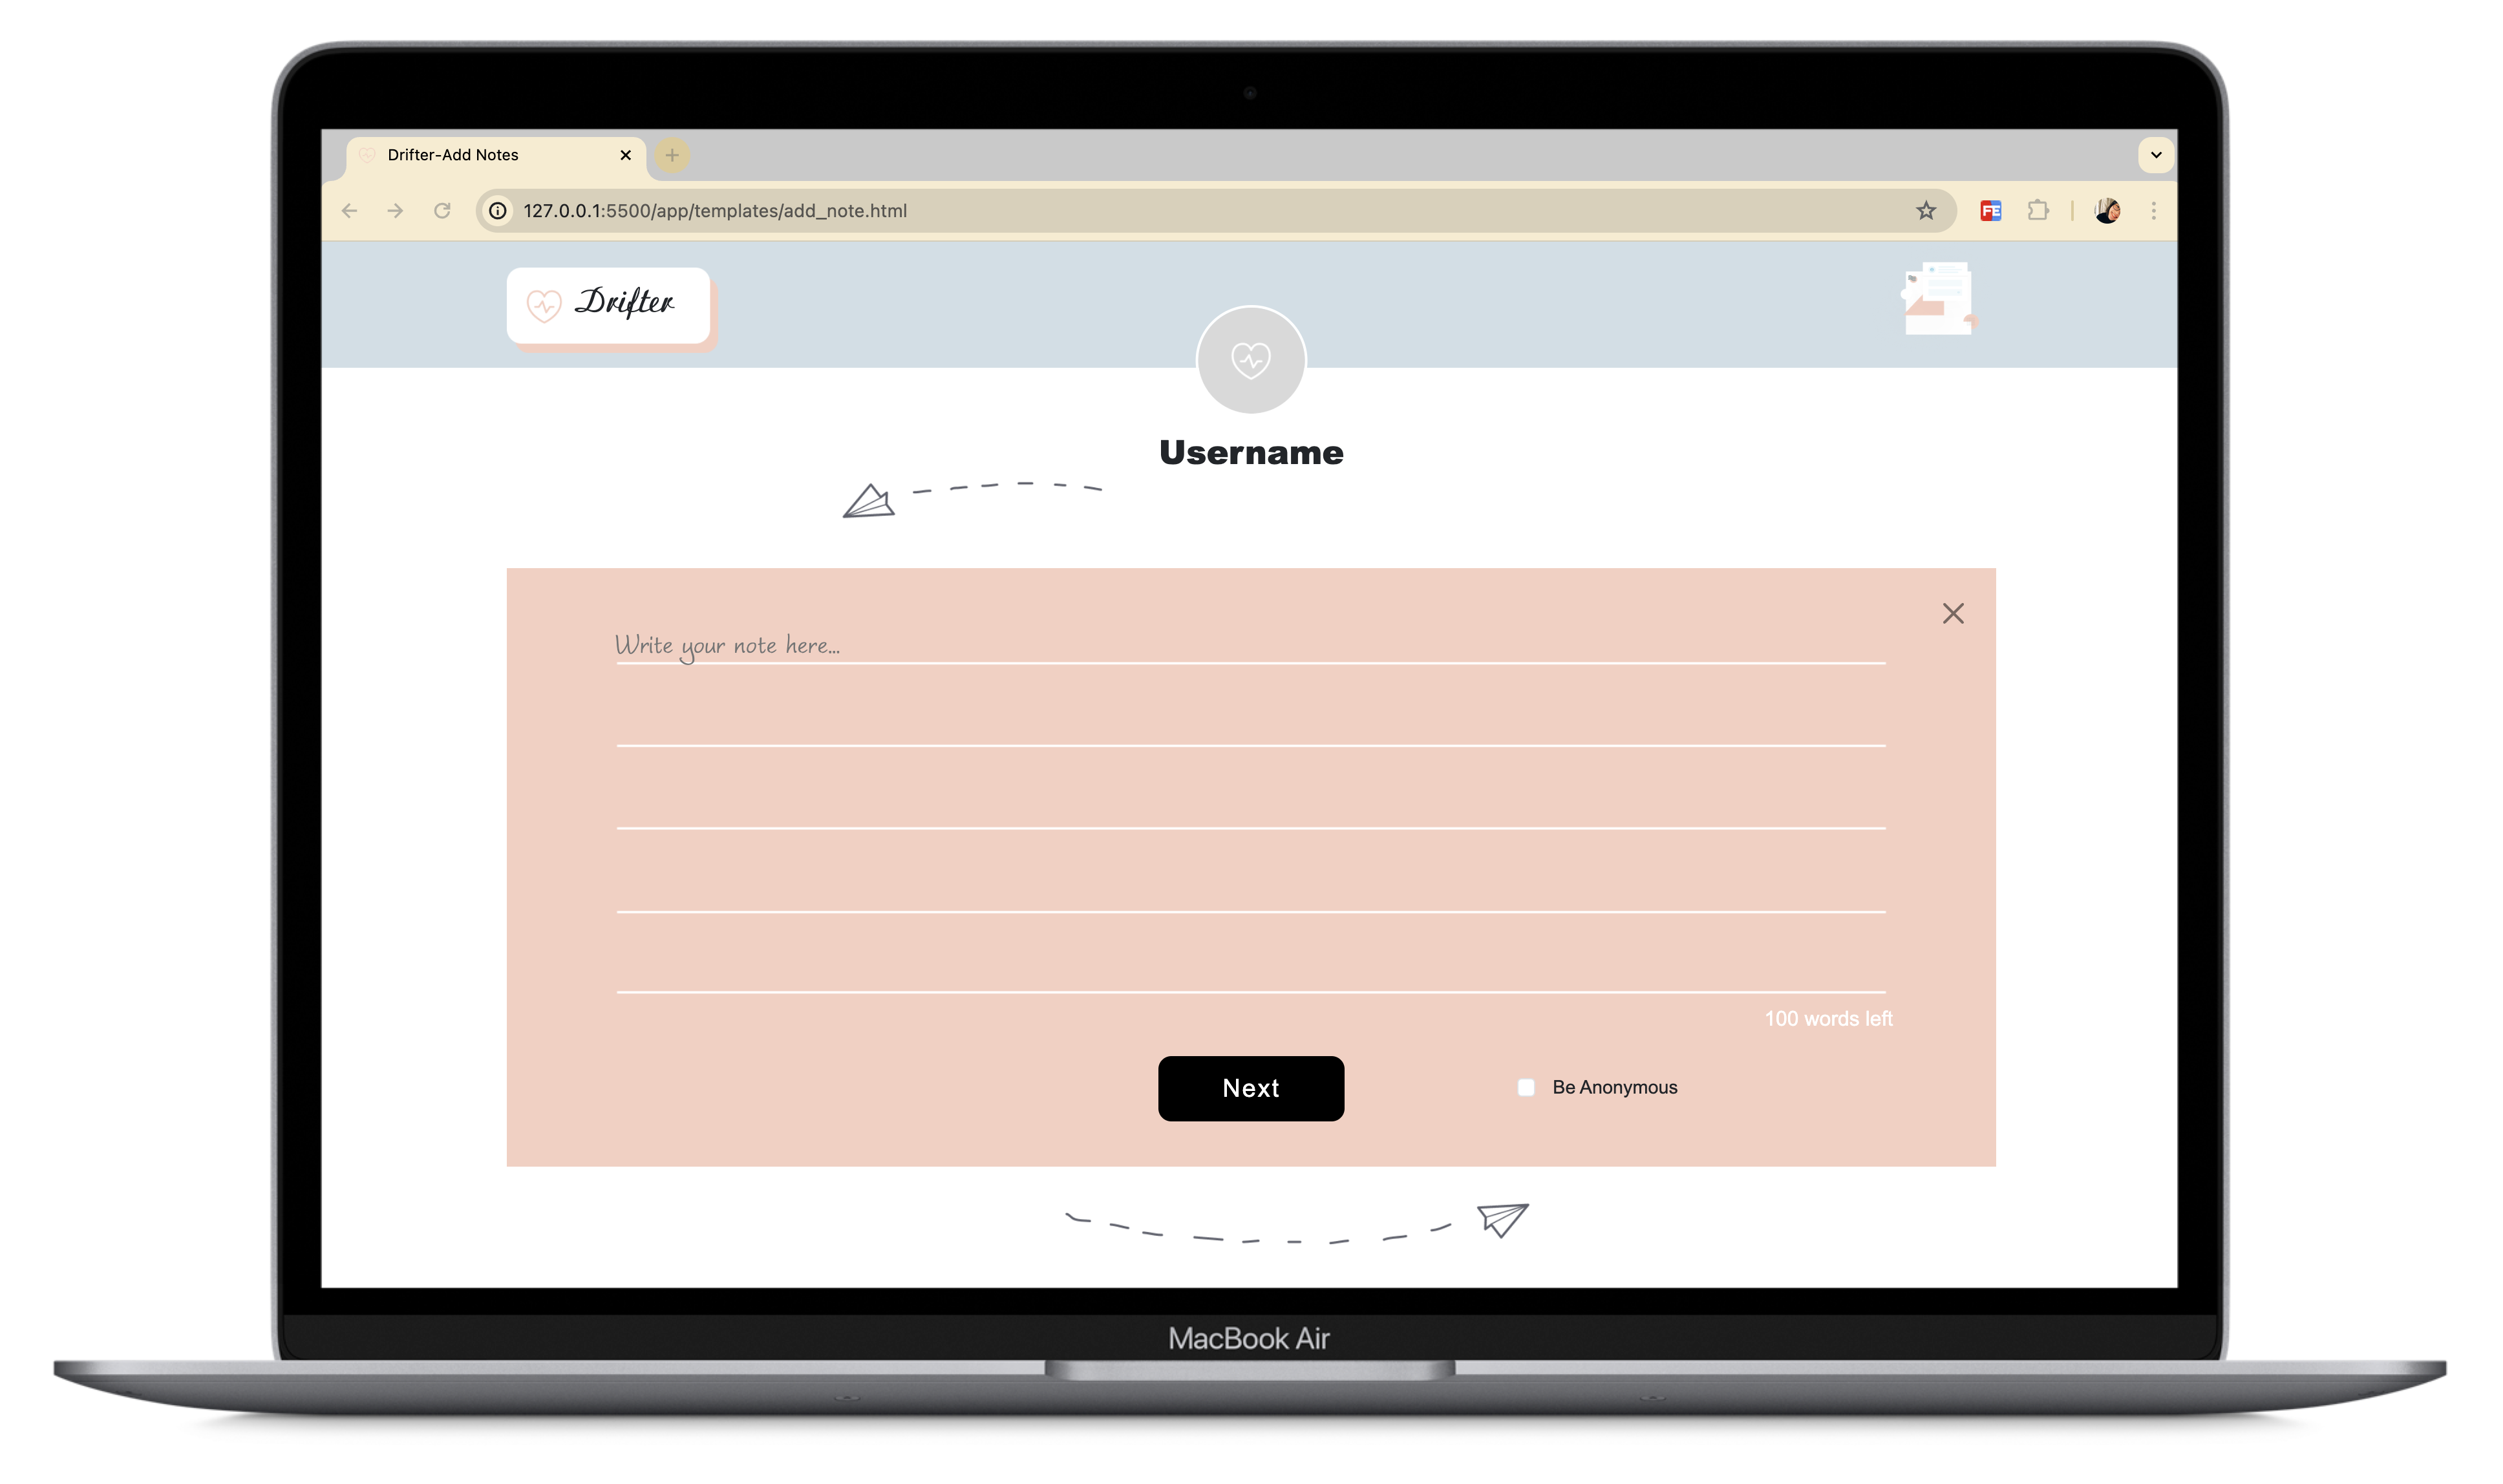 Drifter-Add Notes
127.0.0.1:5500/app/templates/add_note.html
FE
Drifter
Username
Write your note here...
100 words left
Next
Be Anonymous
MacBook Air